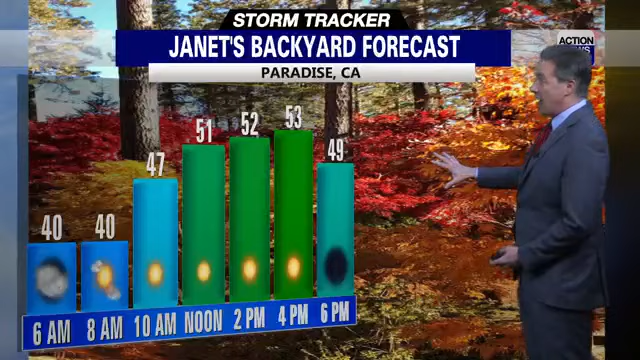 STORM TRACKER
JANET'S BACKYARD FORECAST
PARADISE, CA
ACTION
40 40 47 51 52 53 49
6 AM 8 AM 10 AM NOON 2 PM 4 PM 6 PM